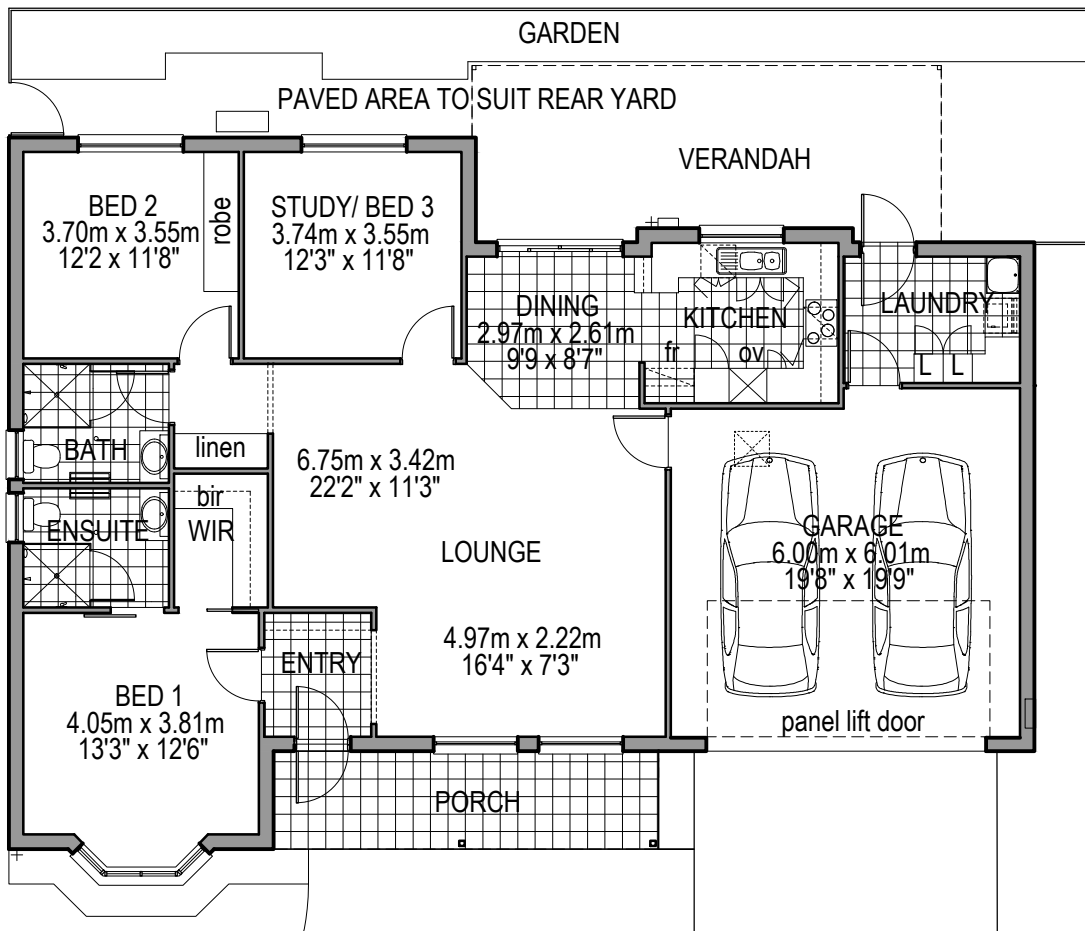 GARDEN
PAVED AREA TO SUIT REAR YARD
VERANDAH
BED 2
3.70m x 3.55m
12'2 x 11'8"
robe
STUDY/ BED 3
3.74m x 3.55m
12'3" x 11'8"
DINING
2.97m x 2.61m
9'9 x 8'7"
KITCHEN
fr
ov
LAUNDRY
L
L
BATH
linen
6.75m x 3.42m
22'2" x 11'3"
bir
WIR
ENSUITE
LOUNGE
GARAGE
6.00m x 6.01m
19'8" x 19'9"
4.97m x 2.22m
16'4" x 7'3"
ENTRY
BED 1
4.05m x 3.81m
13'3" x 12'6"
panel lift door
PORCH